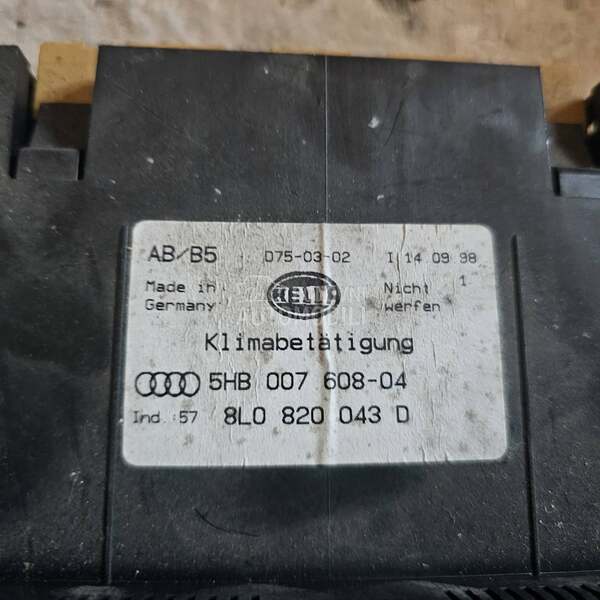 AB/B5 D75-03-02 I 14 09 98
Made in HELLA Nicht 1
Germany werfen
Klimabetätigung
5HB 007 608-04
Ind.:57 8L0 820 043 D